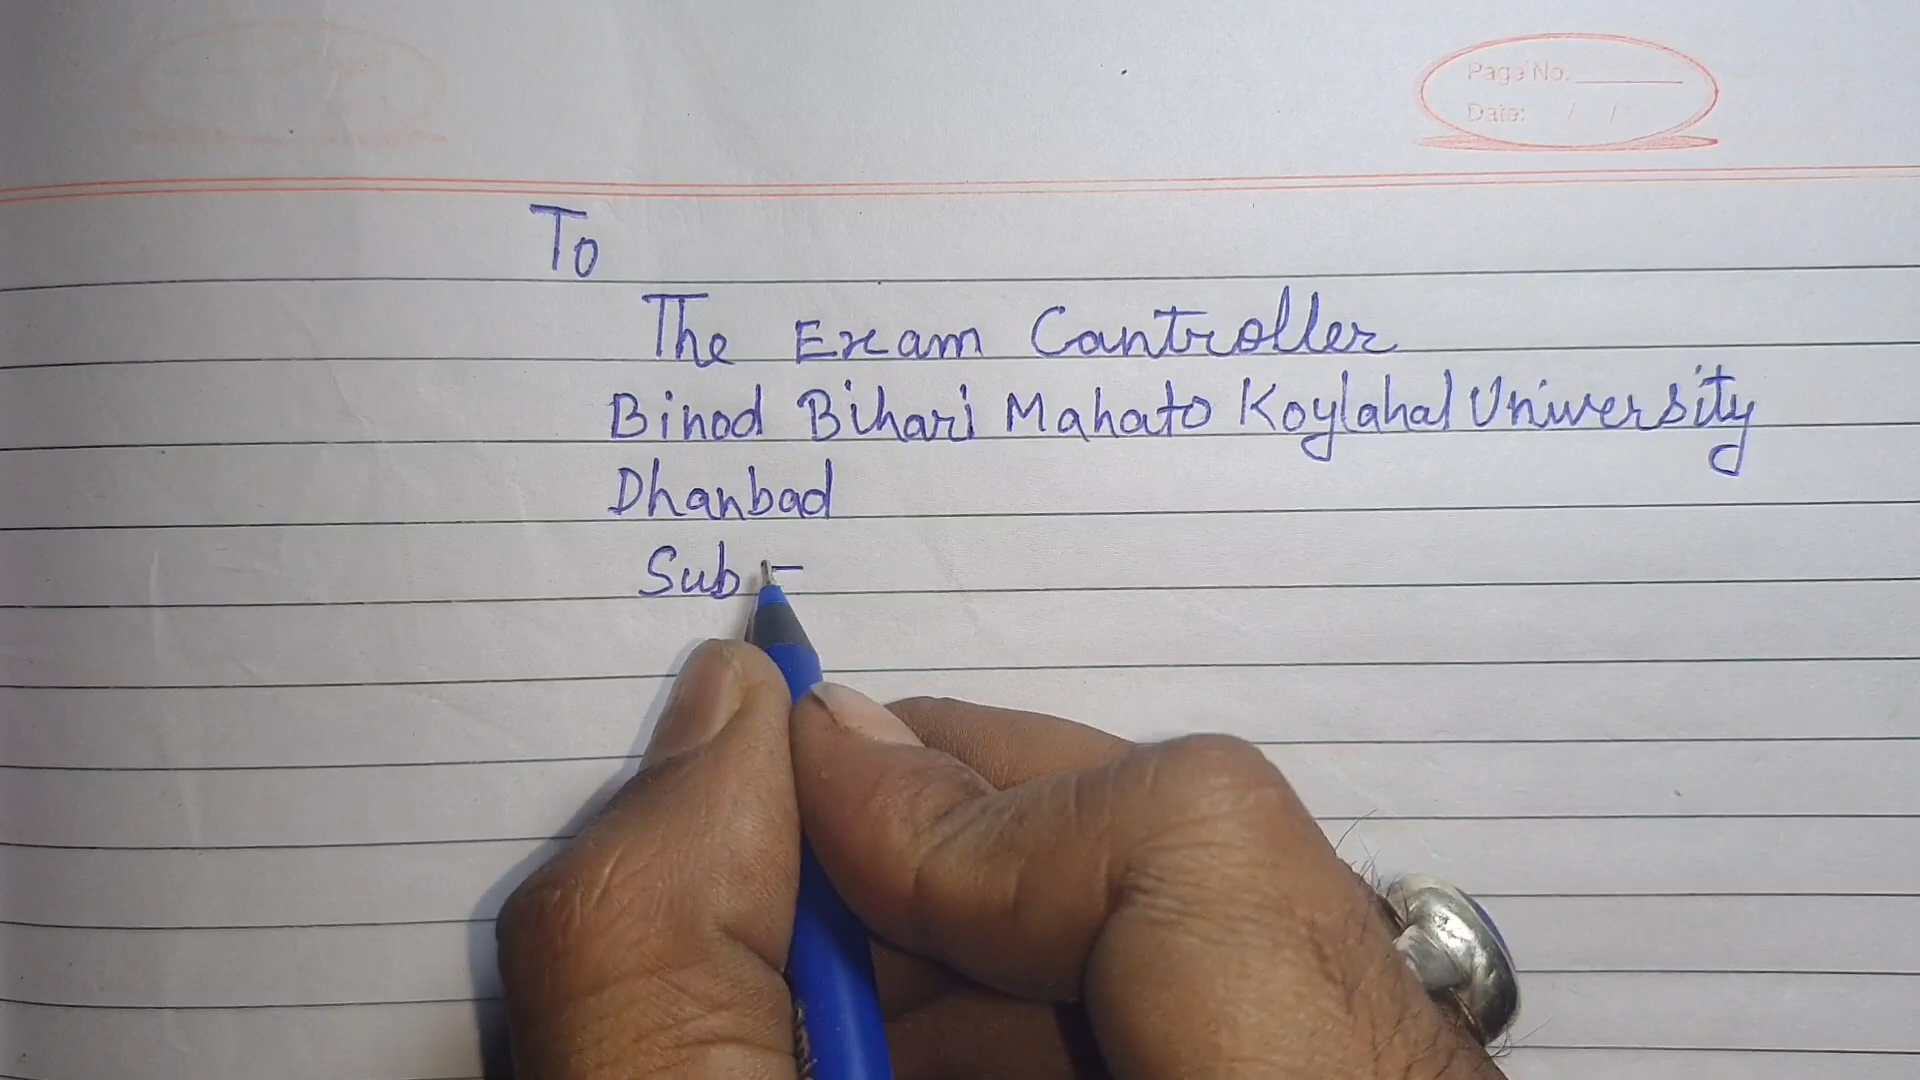 Page No.
Date: / /
To
The Exam Cantroller
Binod Bihari Mahato Koylahal University
Dhanbad
Sub -